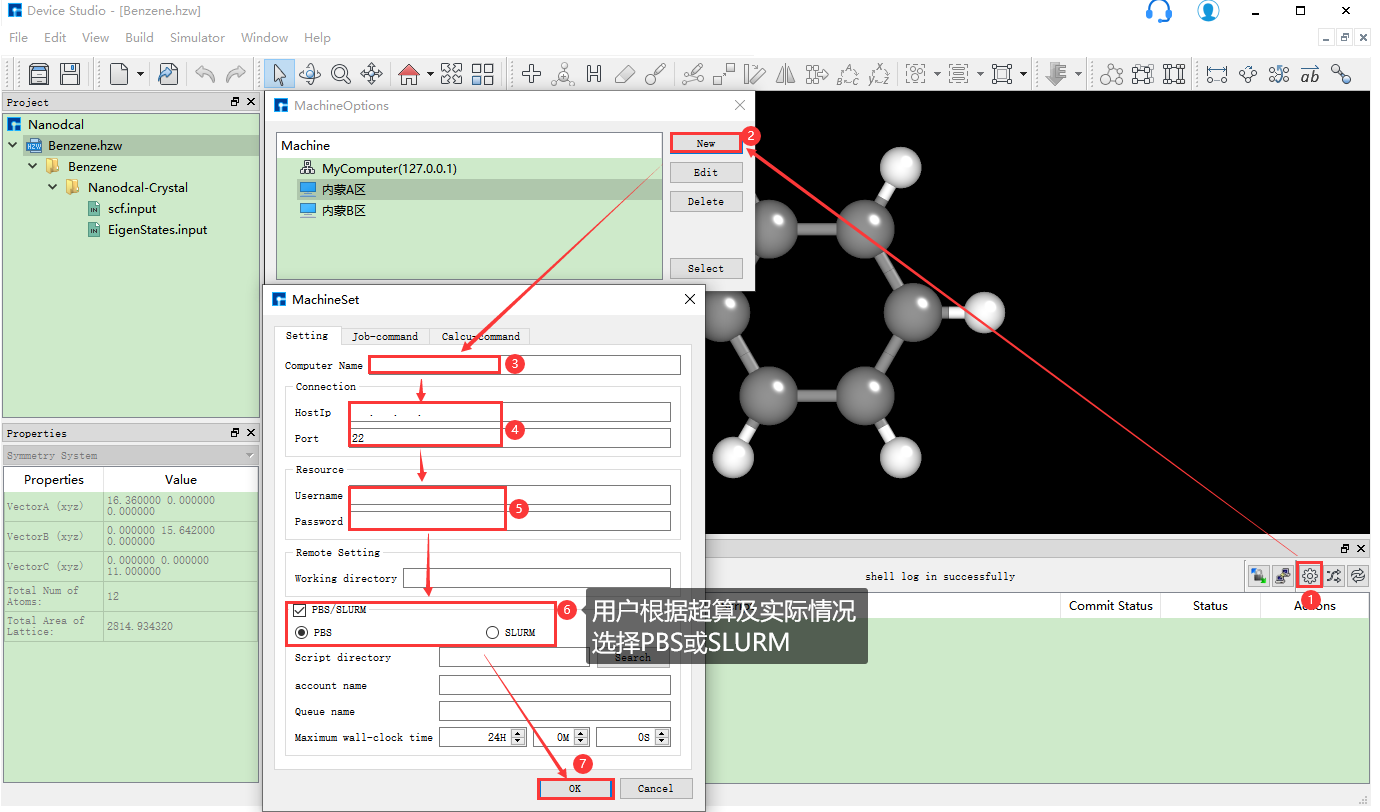 Device Studio - [Benzene.hzw]
File Edit View Build Simulator Window Help
Project
Nanodcal
Benzene.hzw
Benzene
Nanodcal-Crystal
scf.input
EigenStates.input
Properties
Symmetry System
Properties Value
VectorA (xyz) 16.360000 0.000000
0.000000
VectorB (xyz) 0.000000 15.642000
0.000000
VectorC (xyz) 0.000000 0.000000
11.000000
Total Num of
Atoms: 12
Total Area of
Lattice: 2814.934320
MachineOptions
Machine
MyComputer(127.0.0.1)
内蒙A区
内蒙B区
New
2
Edit
Delete
Select
MachineSet
Setting Job-command Calcu-command
Computer Name
3
Connection
HostIp . . .
4
Port 22
Resource
Username
5
Password
Remote Setting
Working directory
PBS/SLURM
6
PBS SLURM
用户根据超算及实际情况
选择PBS或SLURM
Script directory Search
account name
Queue name
Maximum wall-clock time 24H 0M 0S
7
OK Cancel
shell log in successfully
1
Commit Status Status Actions